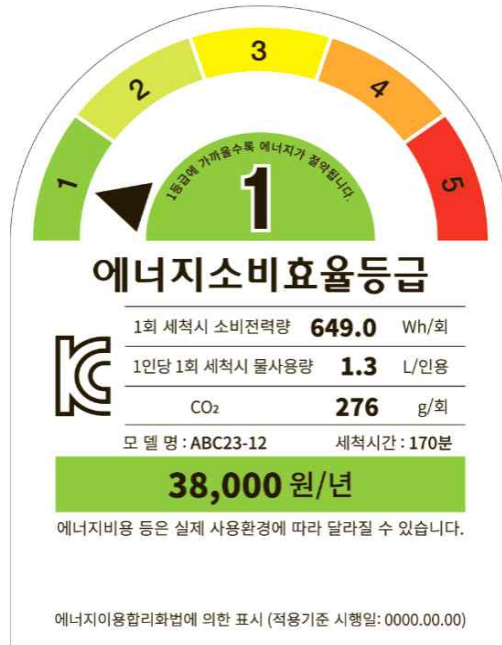 1
2
3
4
5
1등급에 가까울수록 에너지가 절약됩니다.
1
에너지소비효율등급
1회 세척시 소비전력량 649.0 Wh/회
1인당 1회 세척시 물사용량 1.3 L/인용
CO₂ 276 g/회
모 델 명 : ABC23-12 세척시간 : 170분
38,000 원/년
에너지비용 등은 실제 사용환경에 따라 달라질 수 있습니다.
에너지이용합리화법에 의한 표시 (적용기준 시행일: 0000.00.00)